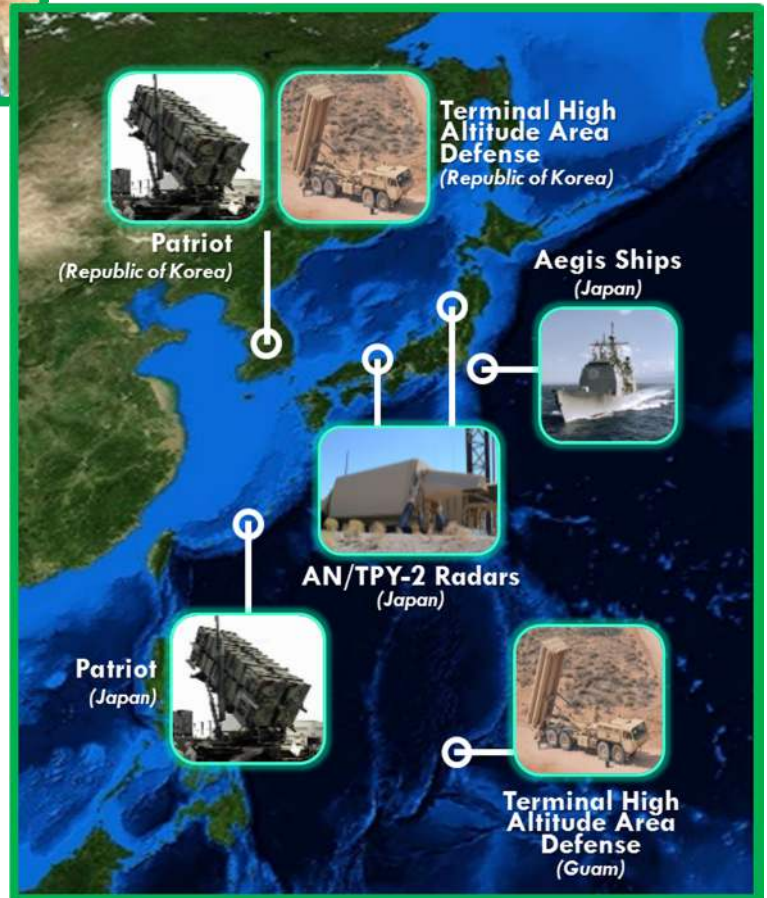 Terminal High
Altitude Area
Defense
(Republic of Korea)
Patriot
(Republic of Korea)
Aegis Ships
(Japan)
AN/TPY-2 Radars
(Japan)
Patriot
(Japan)
Terminal High
Altitude Area
Defense
(Guam)